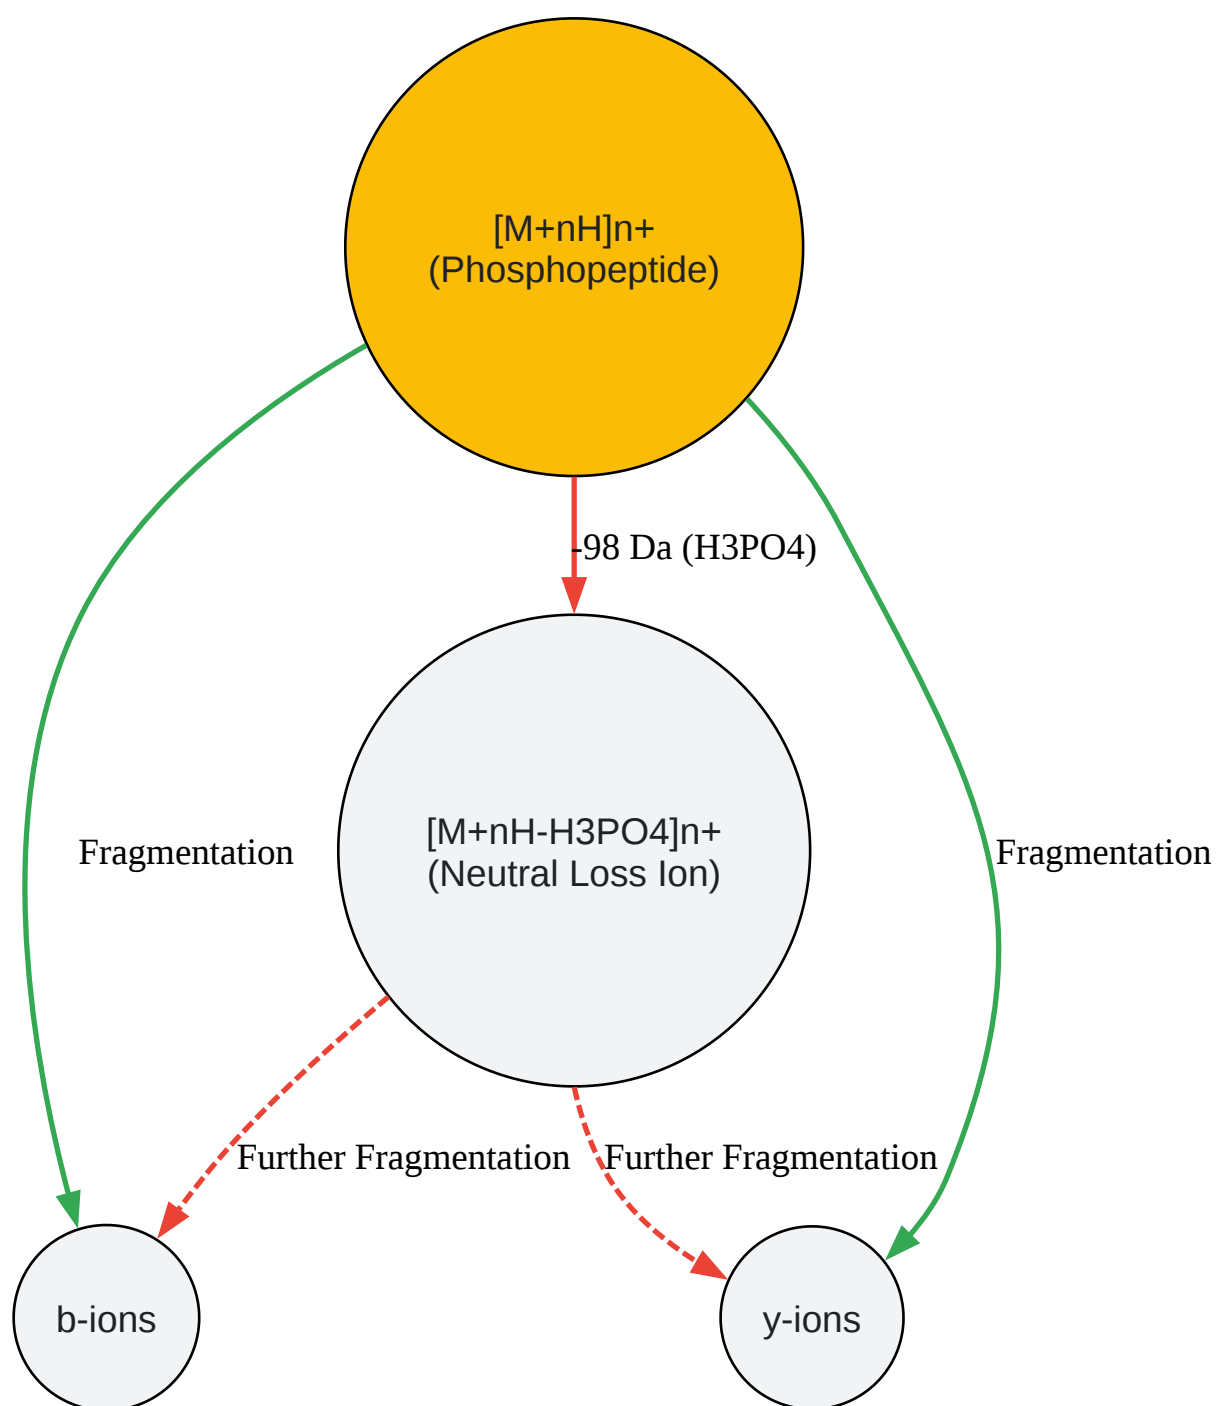 [M+nH]n+
(Phosphopeptide)
-98 Da (H3PO4)
[M+nH-H3PO4]n+
(Neutral Loss Ion)
Fragmentation
Fragmentation
Further Fragmentation
Further Fragmentation
b-ions
y-ions